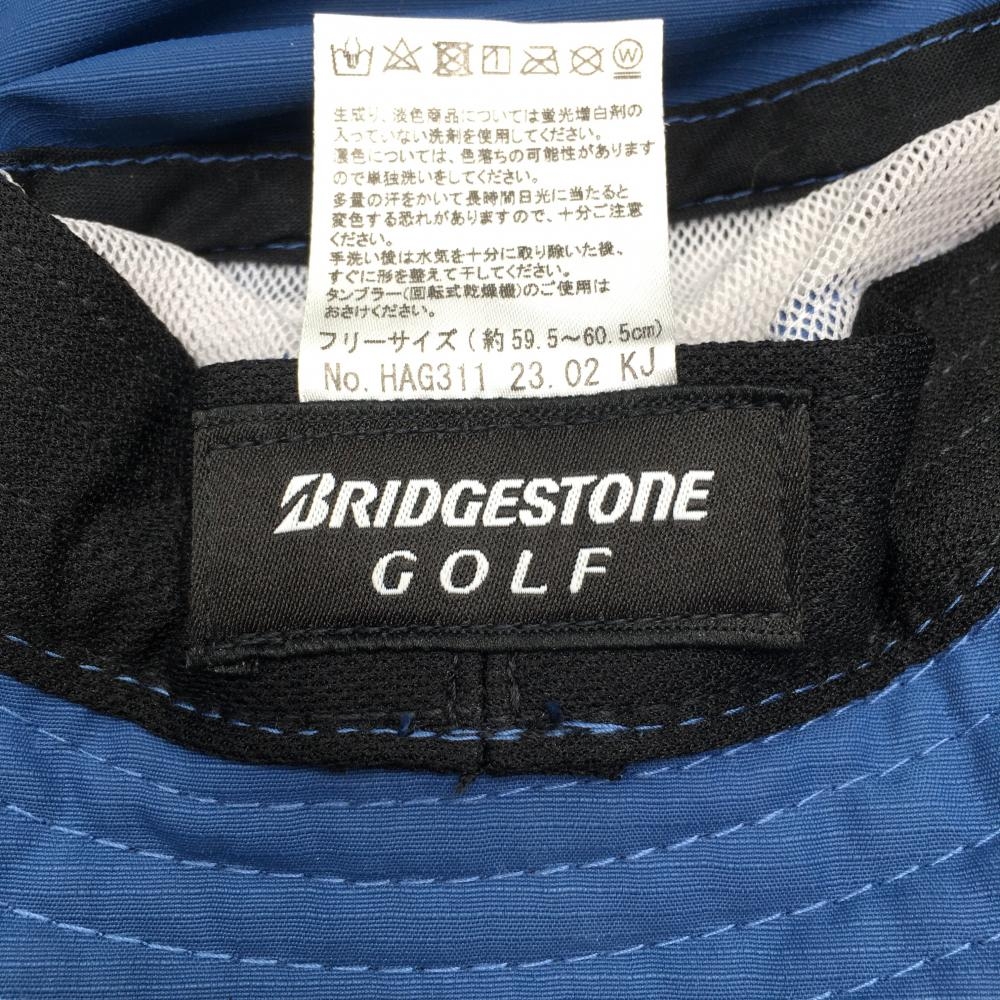 生成り、淡色商品については蛍光増白剤の
入っていない洗剤を使用してください。
濃色については、色落ちの可能性があります
ので単独洗いをしてください。
多量の汗をかいて長時間日光に当たると
変色する恐れがありますので、十分ご注意
ください。
手洗い後は水気を十分に取り除いた後、
すぐに形を整えて干してください。
タンブラー(回転式乾燥機)のご使用は
おさけください。
フリーサイズ(約59.5～60.5cm)
No. HAG311 23.02 KJ
BRIDGESTONE
GOLF